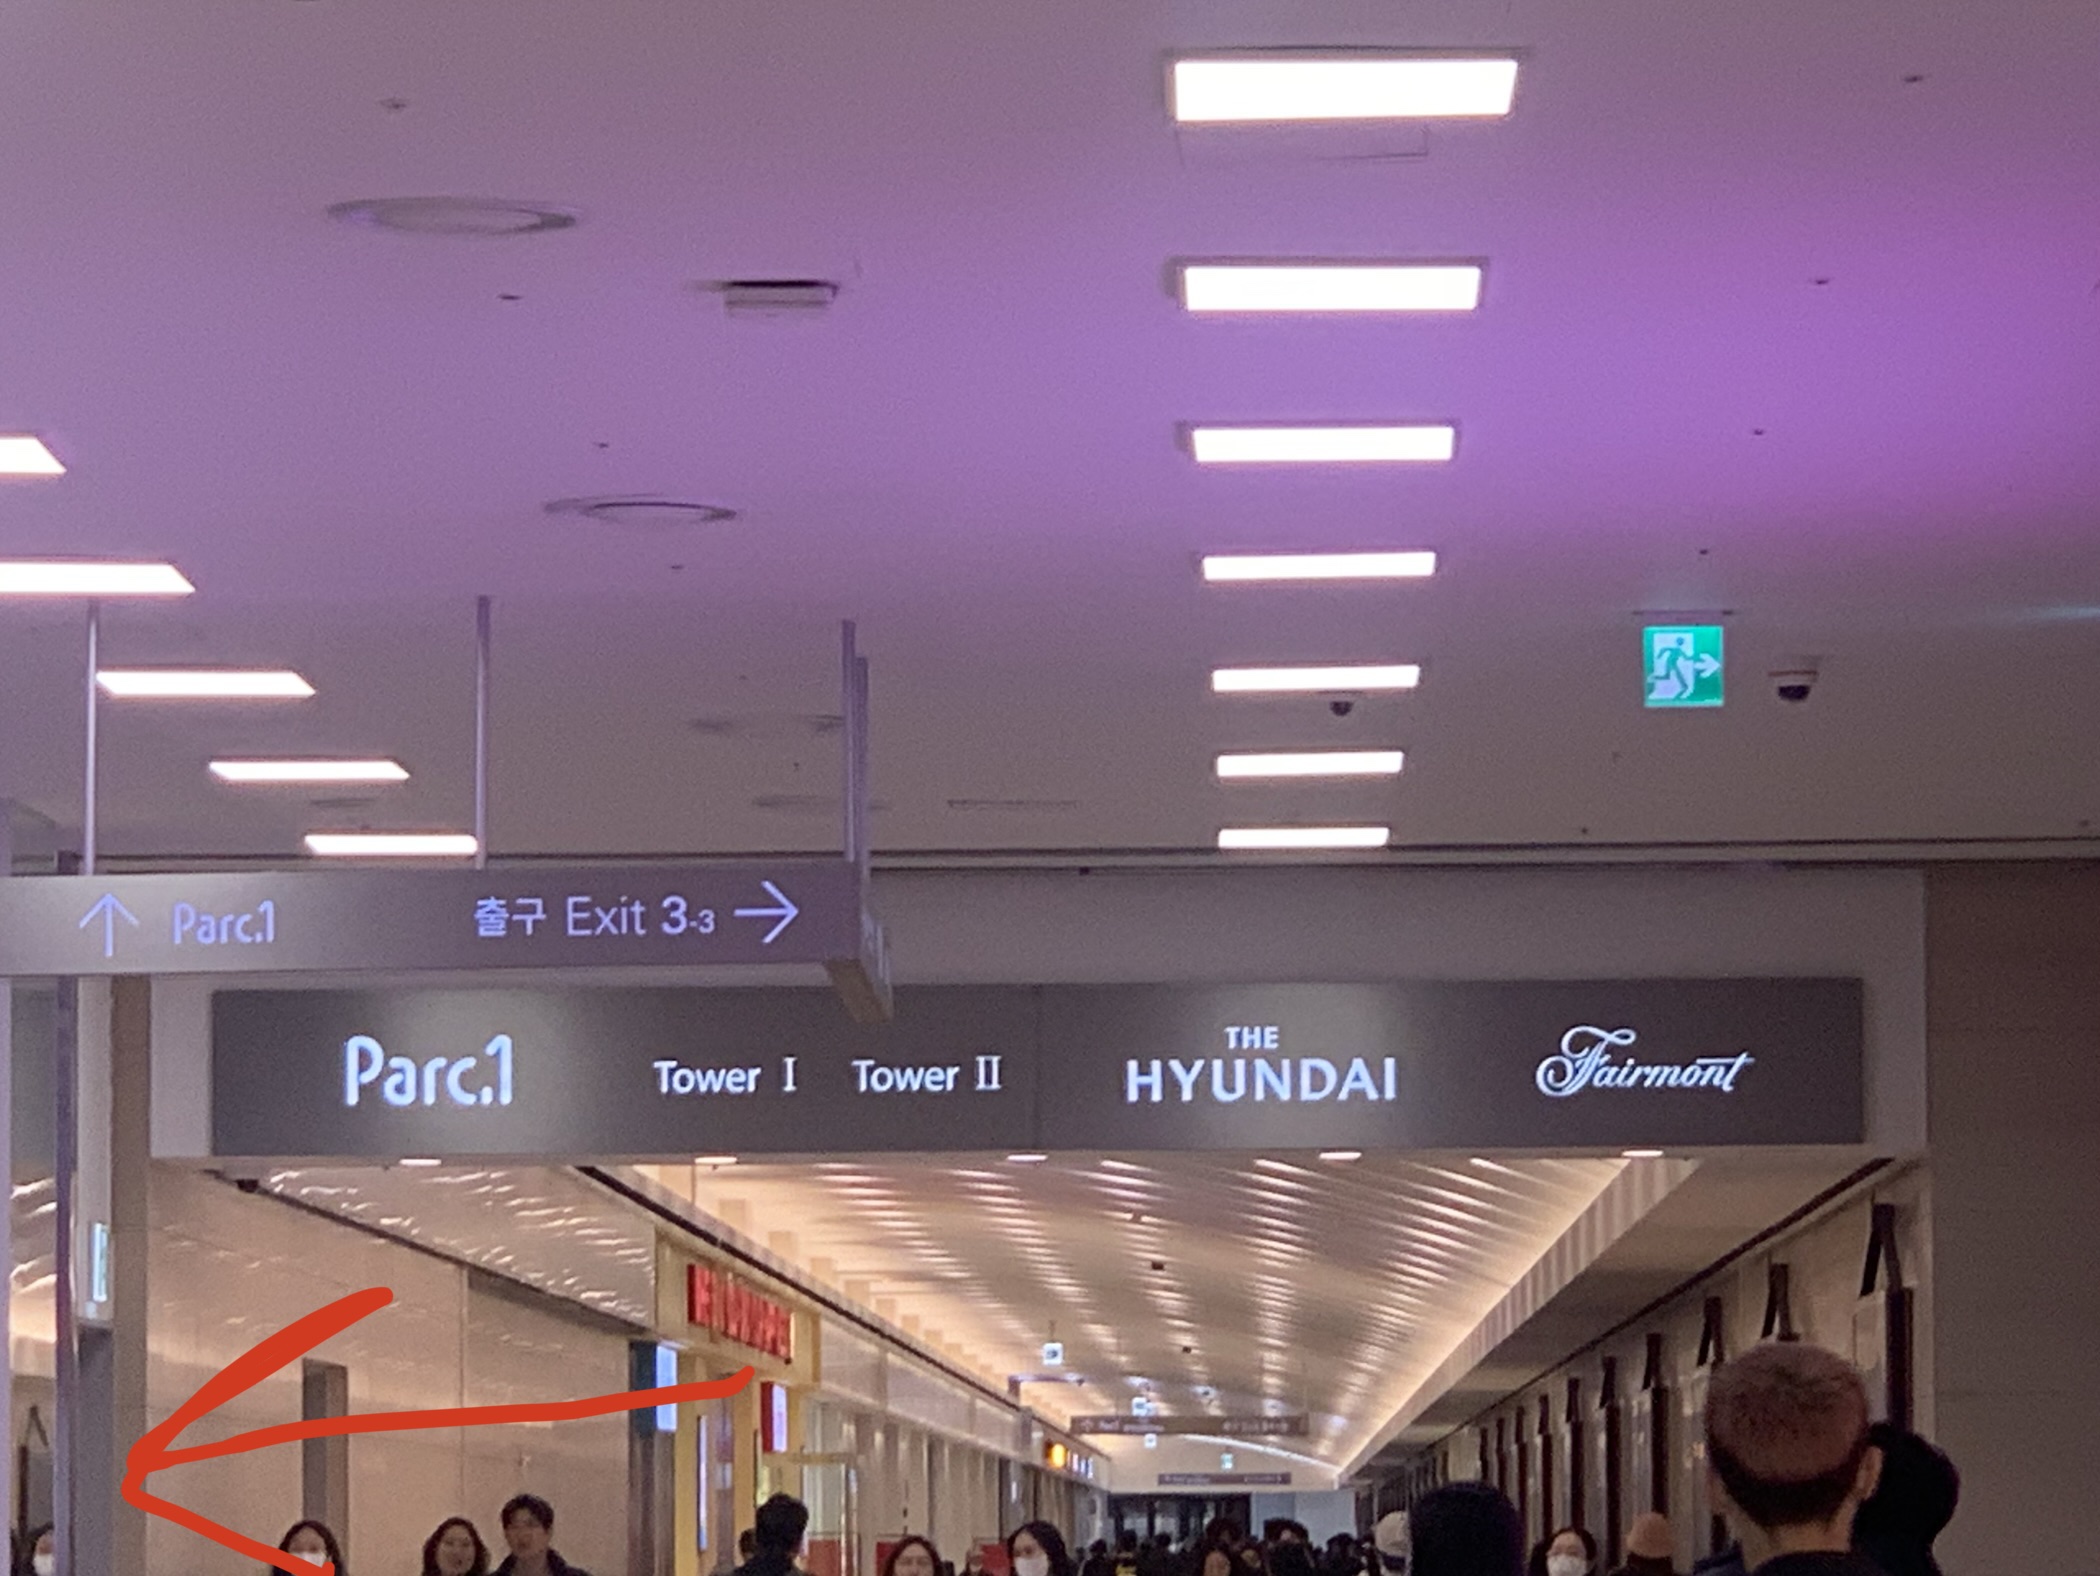 Parc.1
출구 Exit 3-3
Parc.1
Tower Ⅰ
Tower Ⅱ
THE
HYUNDAI
Fairmont